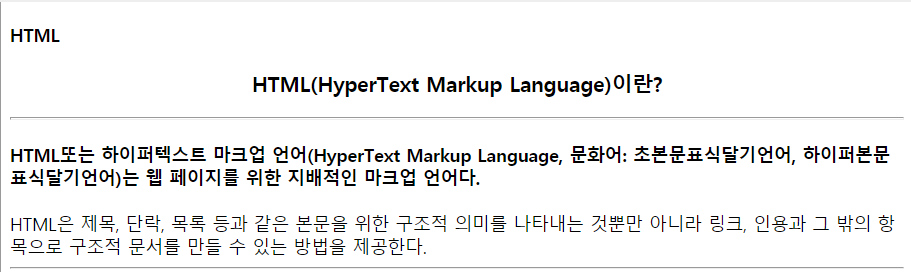 HTML
HTML(HyperText Markup Language)이란?
HTML또는 하이퍼텍스트 마크업 언어(HyperText Markup Language, 문화어: 초본문표식달기언어, 하이퍼본문
표식달기언어)는 웹 페이지를 위한 지배적인 마크업 언어다.
HTML은 제목, 단락, 목록 등과 같은 본문을 위한 구조적 의미를 나타내는 것뿐만 아니라 링크, 인용과 그 밖의 항
목으로 구조적 문서를 만들 수 있는 방법을 제공한다.